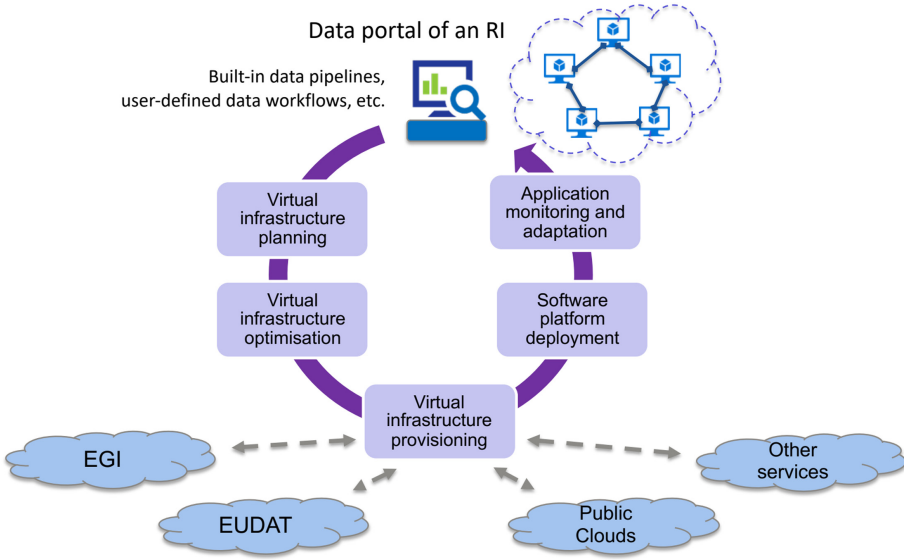 Data portal of an RI
Built-in data pipelines,
user-defined data workflows, etc.
Virtual
infrastructure
planning
Application
monitoring and
adaptation
Virtual
infrastructure
optimisation
Software
platform
deployment
Virtual
infrastructure
provisioning
EGI
EUDAT
Public
Clouds
Other
services